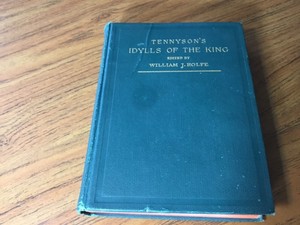 TENNYSON'S
IDYLLS OF THE KING
EDITED BY
WILLIAM J. ROLFE